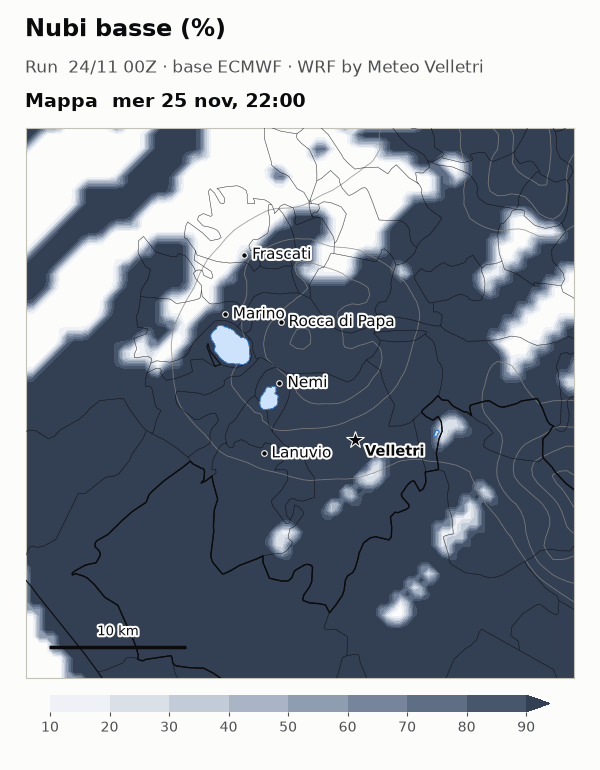 Nubi basse (%)
Run  24/11 00Z · base ECMWF · WRF by Meteo Velletri
Mappa  mer 25 nov, 22:00
Frascati
Marino
Rocca di Papa
Nemi
Velletri
Lanuvio
10 km
10 20 30 40 50 60 70 80 90